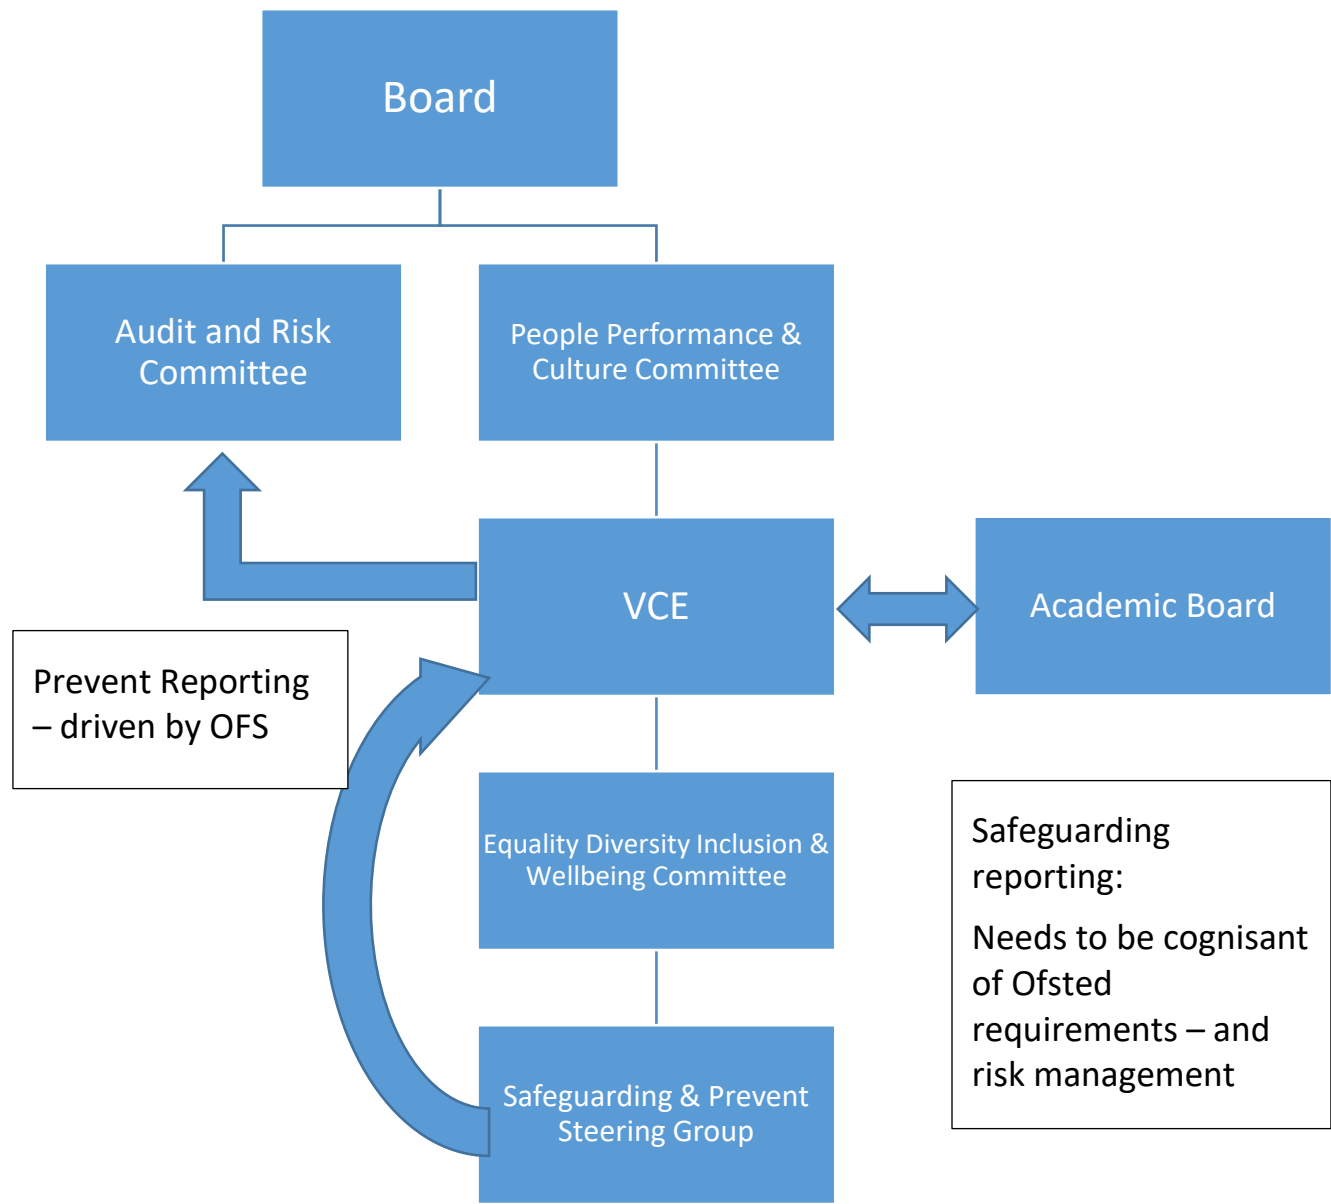 Board
Audit and Risk
Committee
People Performance &
Culture Committee
VCE
Academic Board
Prevent Reporting
– driven by OFS
Equality Diversity Inclusion &
Wellbeing Committee
Safeguarding
reporting:
Needs to be cognisant
of Ofsted
requirements – and
risk management
Safeguarding & Prevent
Steering Group